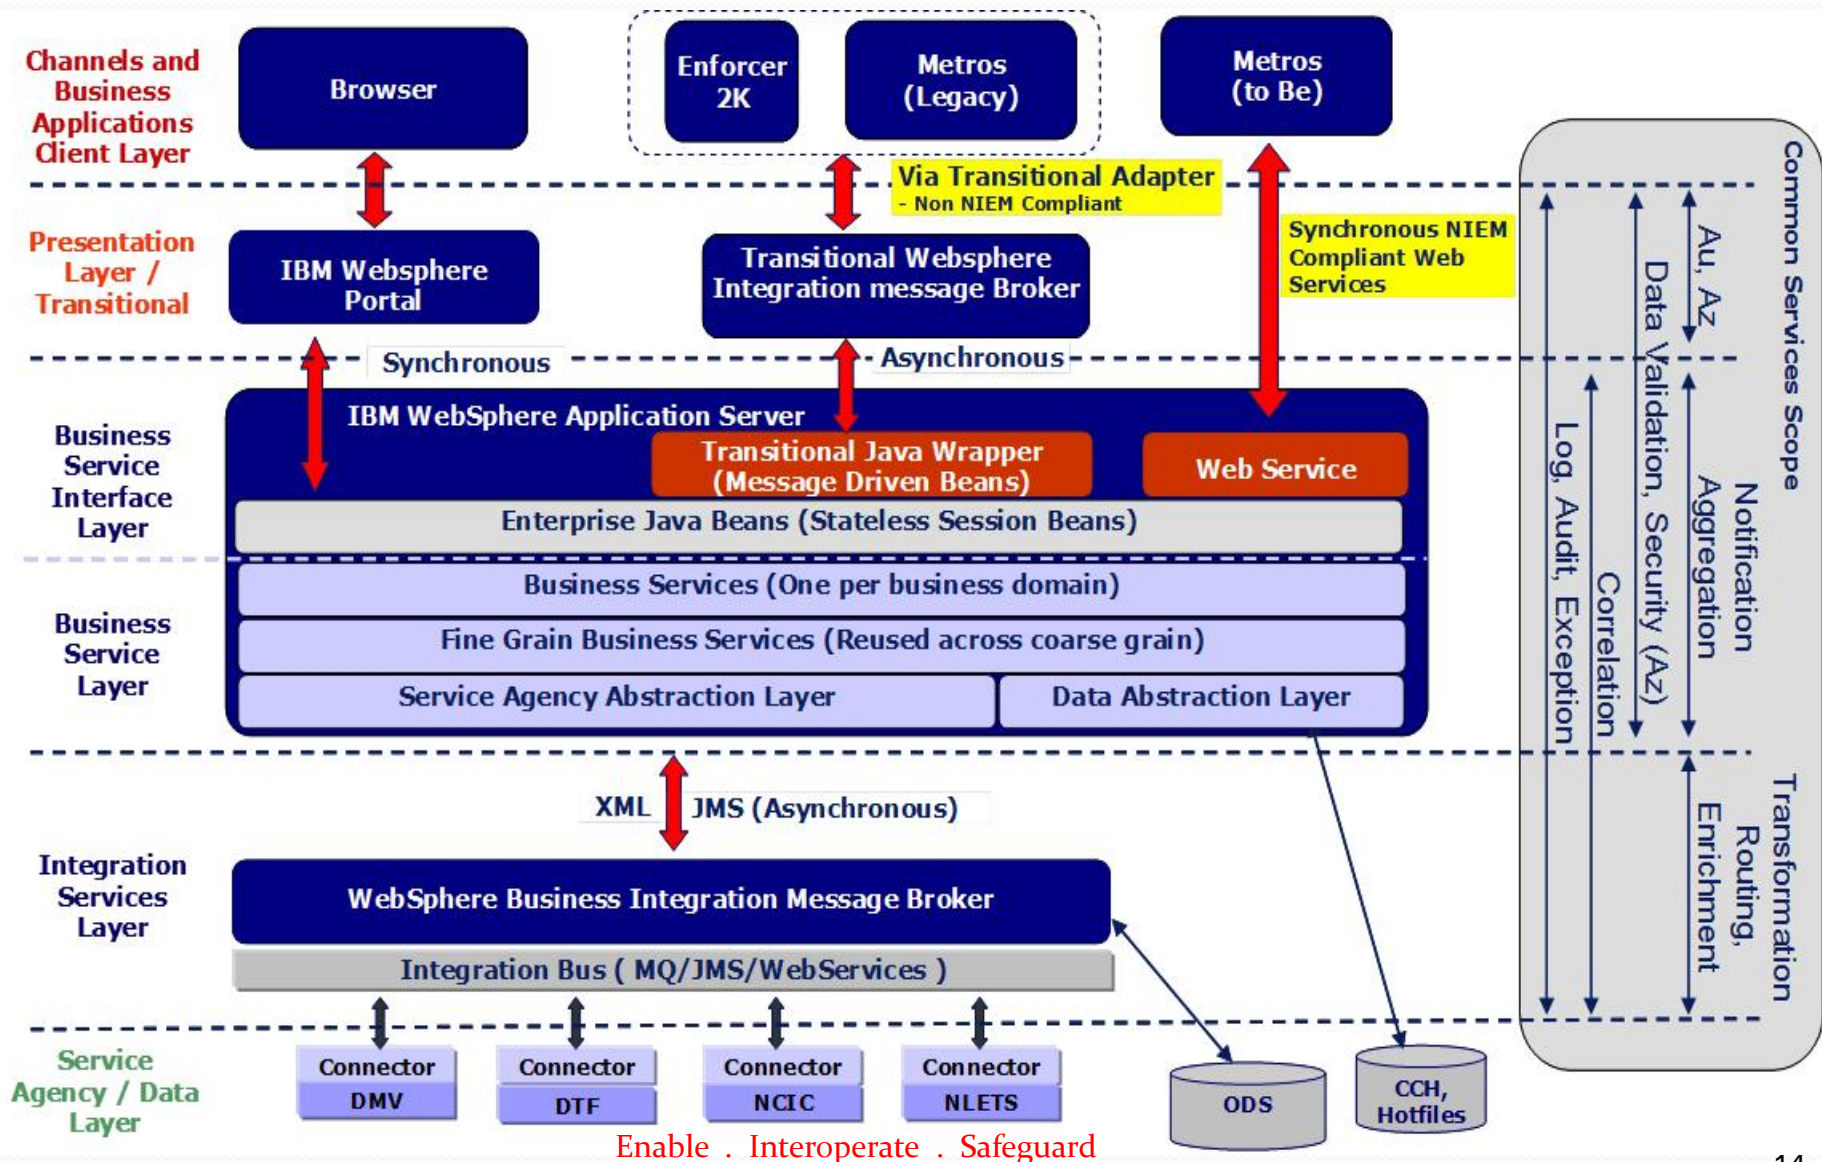 Channels and
Business
Applications
Client Layer
Browser
Enforcer
2K
Metros
(Legacy)
Metros
(to Be)
Via Transitional Adapter
- Non NIEM Compliant
Presentation
Layer /
Transitional
IBM Websphere
Portal
Transitional Websphere
Integration message Broker
Synchronous NIEM
Compliant Web
Services
Synchronous
Asynchronous
Business
Service
Interface
Layer
IBM WebSphere Application Server
Transitional Java Wrapper
(Message Driven Beans)
Web Service
Enterprise Java Beans (Stateless Session Beans)
Business
Service
Layer
Business Services (One per business domain)
Fine Grain Business Services (Reused across coarse grain)
Service Agency Abstraction Layer
Data Abstraction Layer
XML
JMS (Asynchronous)
Integration
Services
Layer
WebSphere Business Integration Message Broker
Integration Bus ( MQ/JMS/WebServices )
Service
Agency / Data
Layer
Connector
DMV
Connector
DTF
Connector
NCIC
Connector
NLETS
ODS
CCH,
Hotfiles
Common Services Scope
Au, Az
Data Validation, Security (Az)
Log, Audit, Exception
Correlation
Notification
Aggregation
Transformation
Routing,
Enrichment
Enable . Interoperate . Safeguard
14